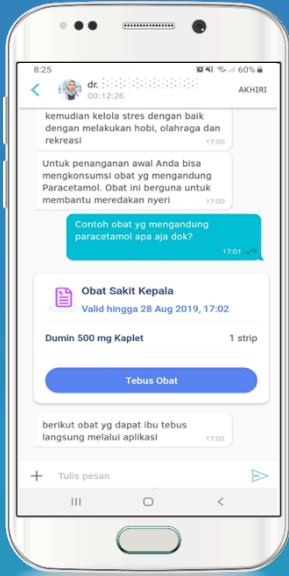 8:25
60%
dr.
00:12:26
AKHIRI
kemudian kelola stres dengan baik
dengan melakukan hobi, olahraga dan
rekreasi
17:00
Untuk penanganan awal Anda bisa
mengkonsumsi obat yg mengandung
Paracetamol. Obat ini berguna untuk
membantu meredakan nyeri
17:00
Contoh obat yg mengandung
paracetamol apa aja dok?
17:01
Obat Sakit Kepala
Valid hingga 28 Aug 2019, 17:02
Dumin 500 mg Kaplet 1 strip
Tebus Obat
berikut obat yg dapat ibu tebus
langsung melalui aplikasi
17:02
Tulis pesan